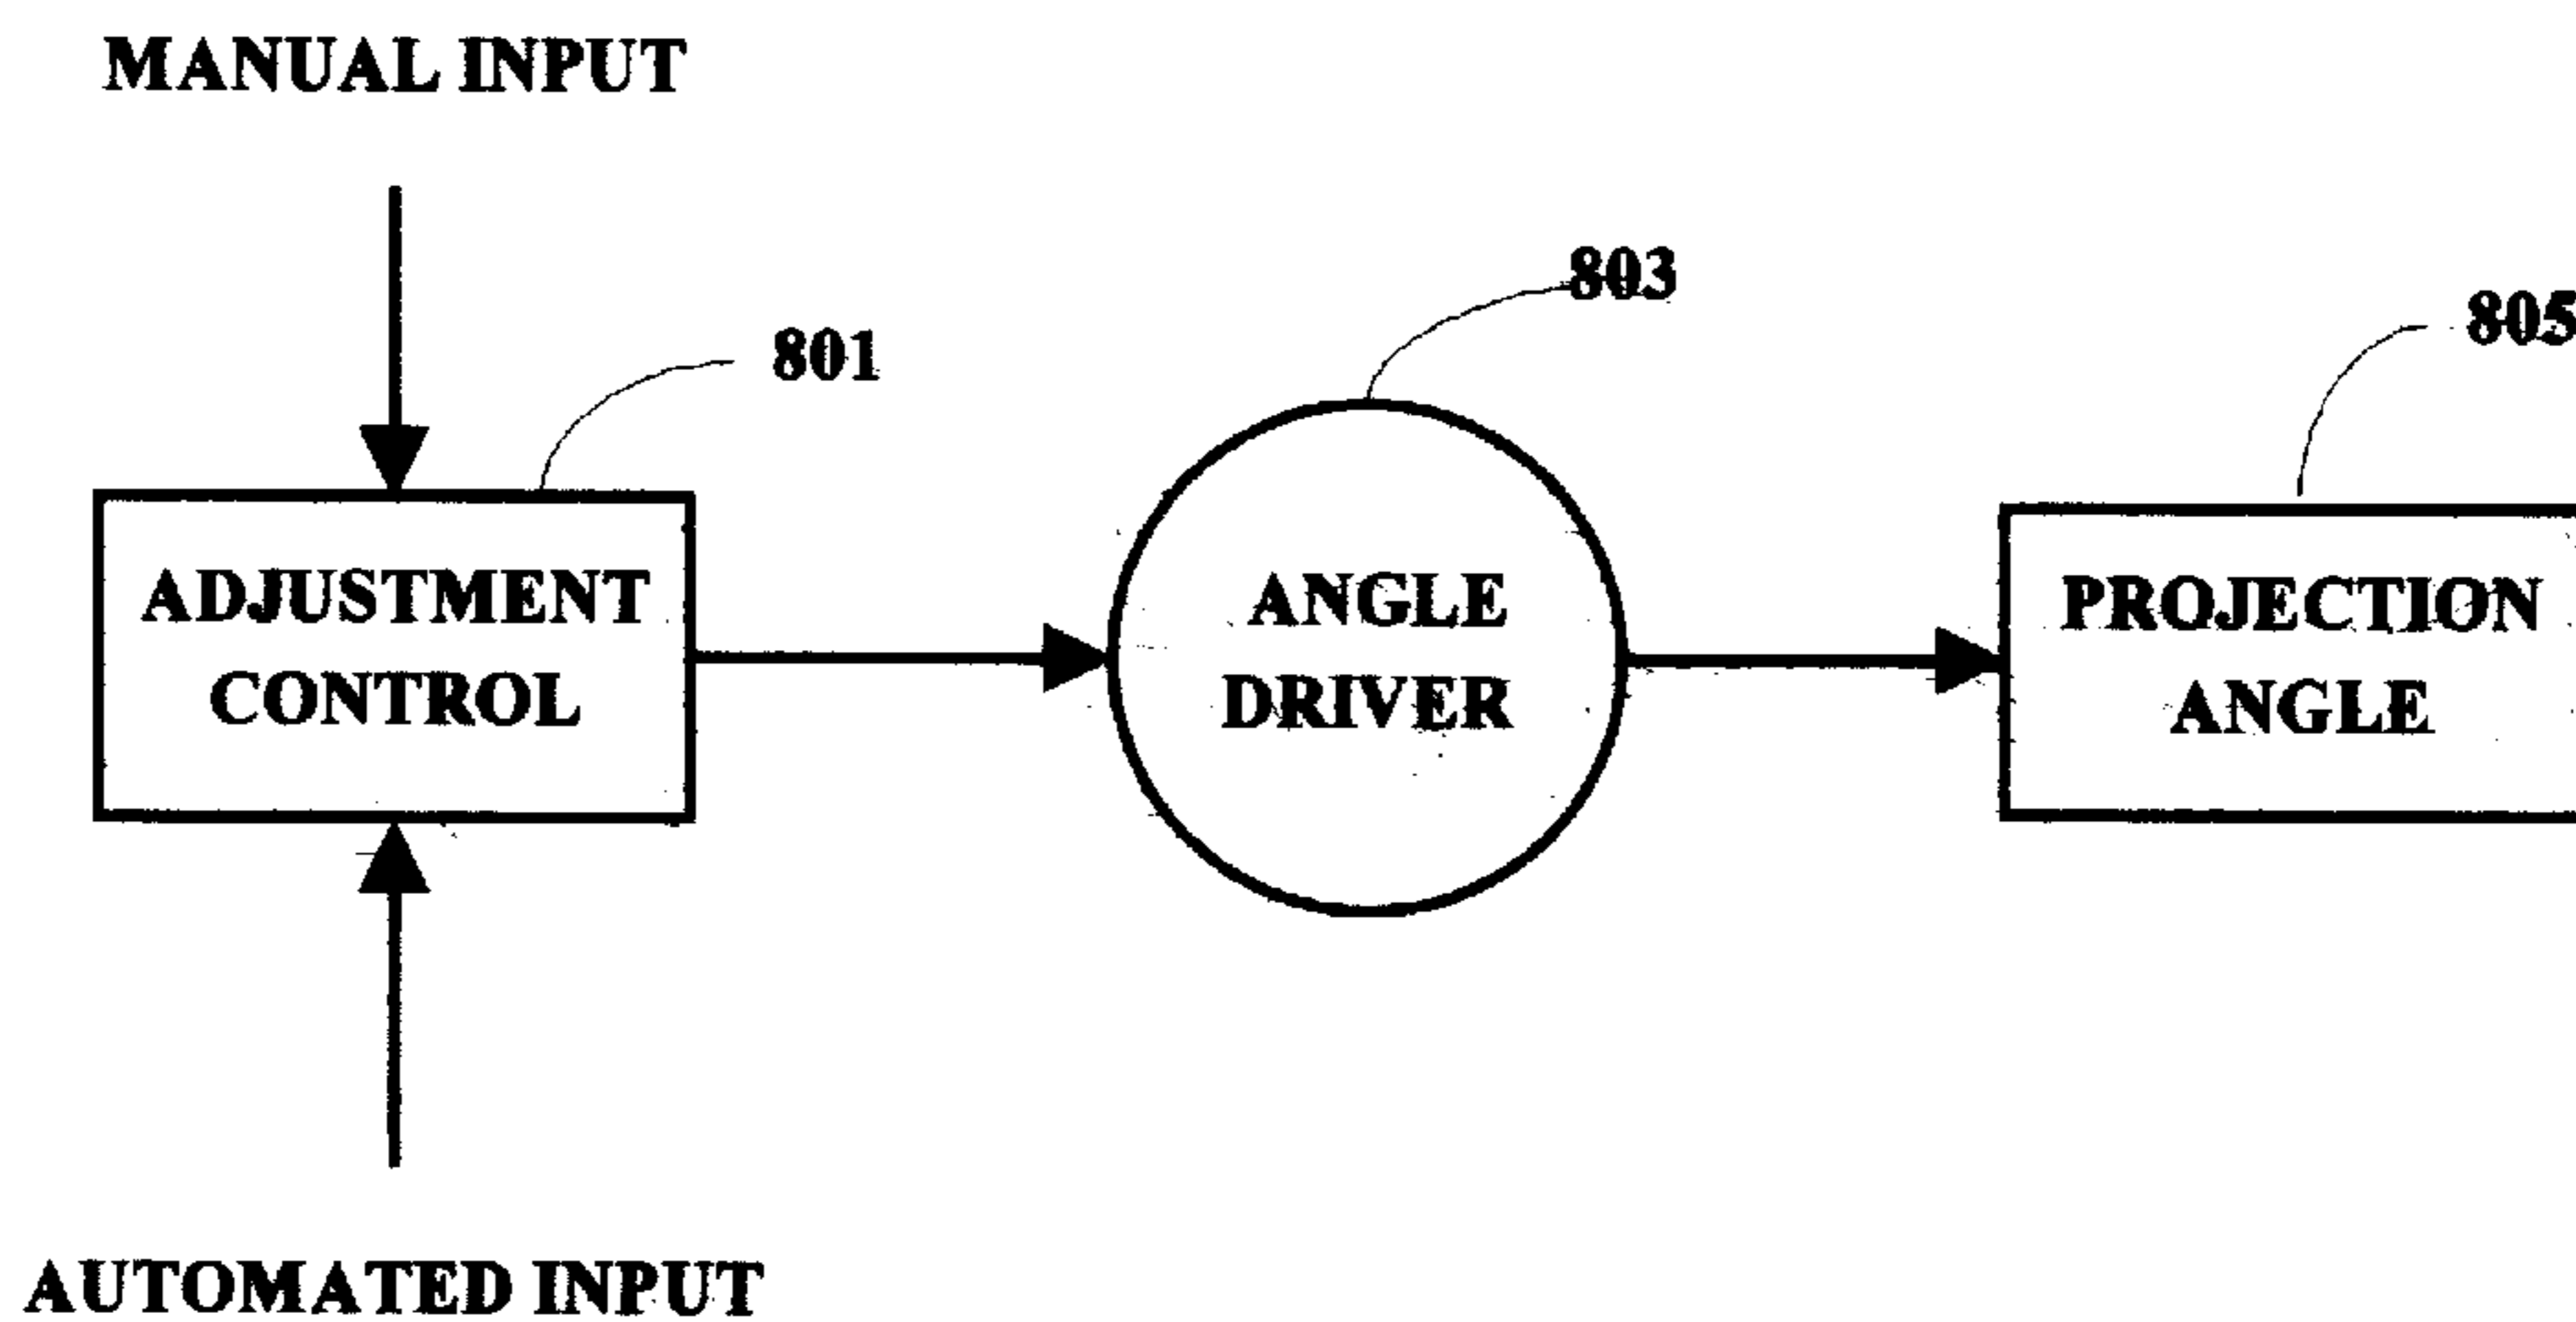 MANUAL INPUT
803
805
801
ADJUSTMENT
CONTROL
ANGLE
DRIVER
PROJECTION
ANGLE
AUTOMATED INPUT